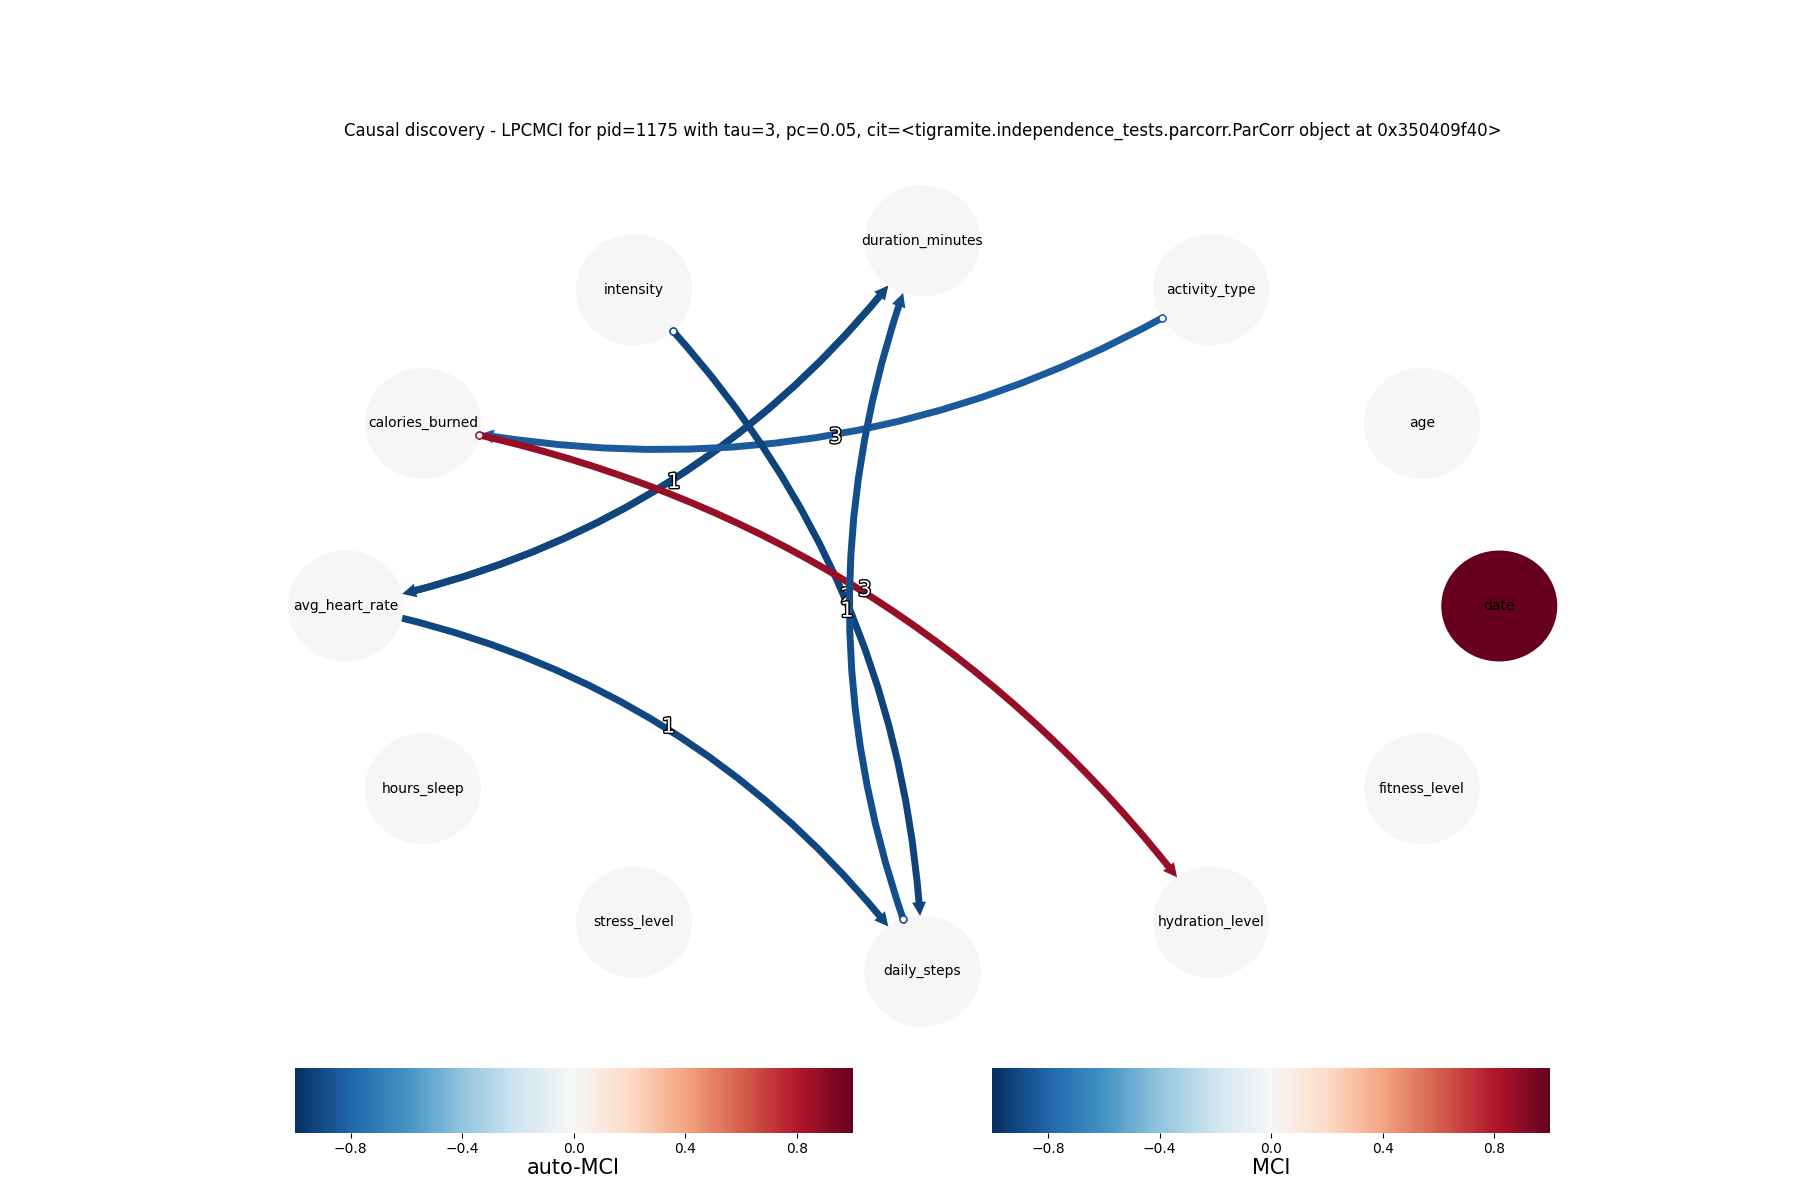 Causal discovery - LPCMCI for pid=1175 with tau=3, pc=0.05, cit=<tigramite.independence_tests.parcorr.ParCorr object at 0x350409f40>
duration_minutes
intensity
activity_type
calories_burned
age
3
1
3
1
avg_heart_rate
date
1
hours_sleep
fitness_level
stress_level
hydration_level
daily_steps
−0.8 −0.4 0.0 0.4 0.8
auto-MCI
−0.8 −0.4 0.0 0.4 0.8
MCI